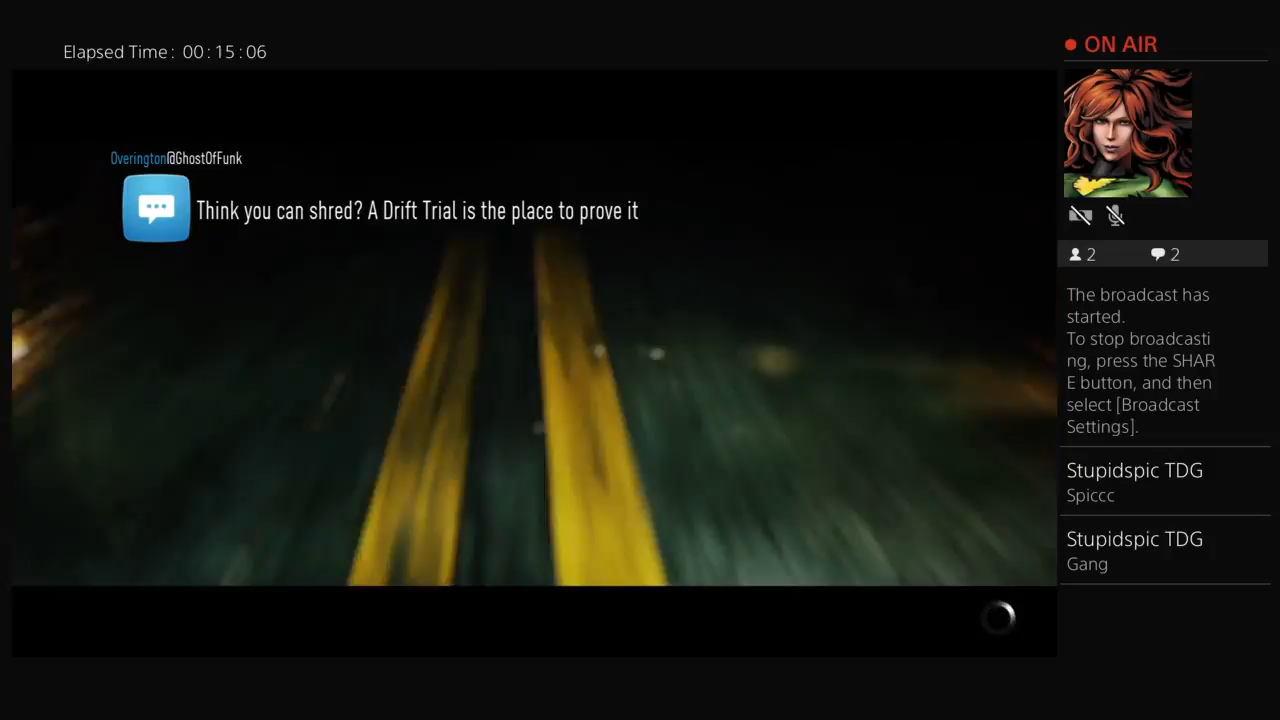 Elapsed Time: 00:15:06
ON AIR
Overington@GhostOfFunk
Think you can shred? A Drift Trial is the place to prove it
2 2
The broadcast has
started.
To stop broadcasti
ng, press the SHAR
E button, and then
select [Broadcast
Settings].
Stupidspic TDG
Spiccc
Stupidspic TDG
Gang